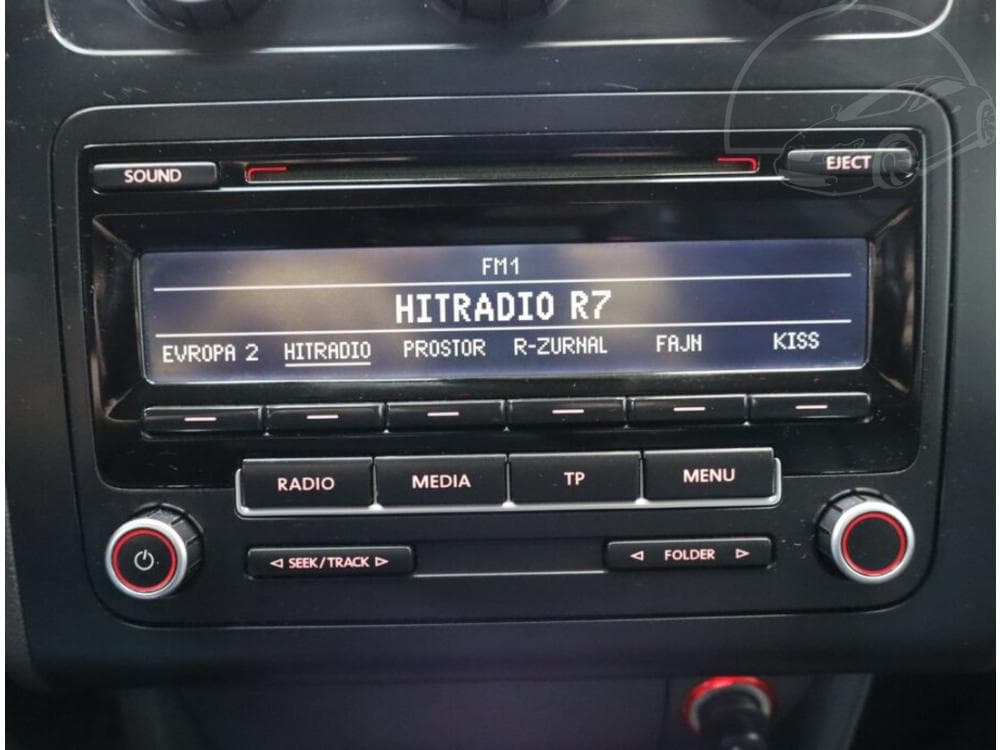 SOUND EJECT
FM1
HITRADIO R7
EVROPA 2 HITRADIO PROSTOR R-ZURNAL FAJN KISS
RADIO MEDIA TP MENU
SEEK/TRACK FOLDER